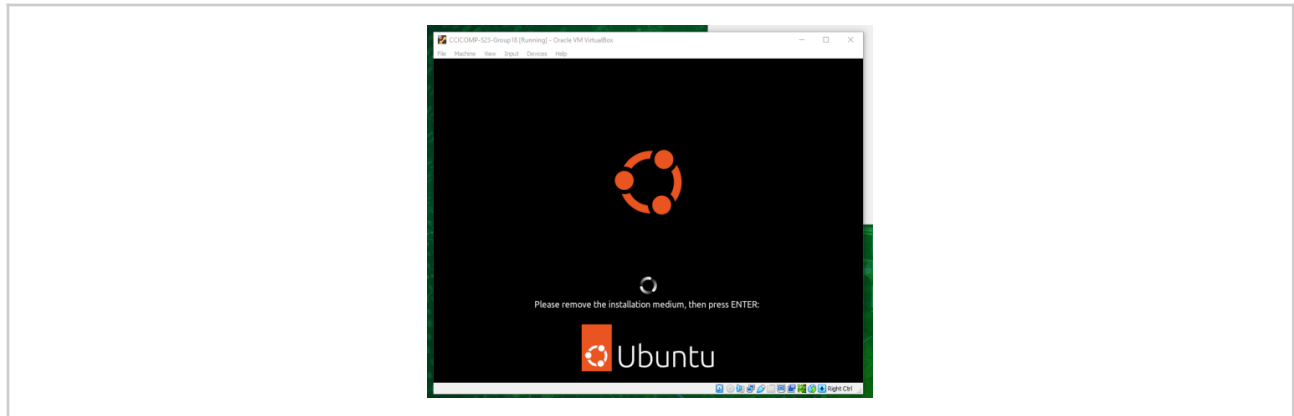 CCICOMP-S25-Group18 [Running] - Oracle VM VirtualBox
File Machine View Input Devices Help
Please remove the installation medium, then press ENTER:
Ubuntu
Right Ctrl